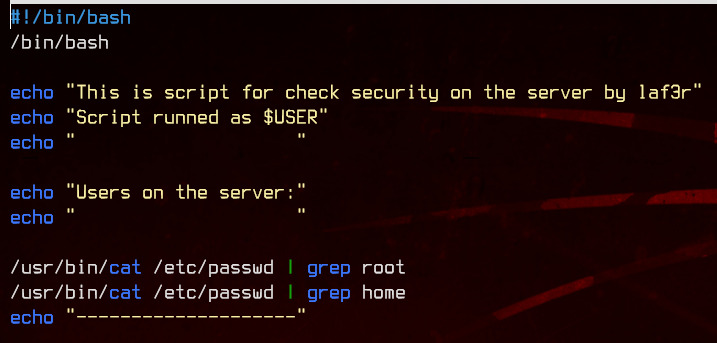 #!/bin/bash
/bin/bash
echo "This is script for check security on the server by laf3r"
echo "Script runned as $USER"
echo "                    "
echo "Users on the server:"
echo "                    "
/usr/bin/cat /etc/passwd | grep root
/usr/bin/cat /etc/passwd | grep home
echo "--------------------"